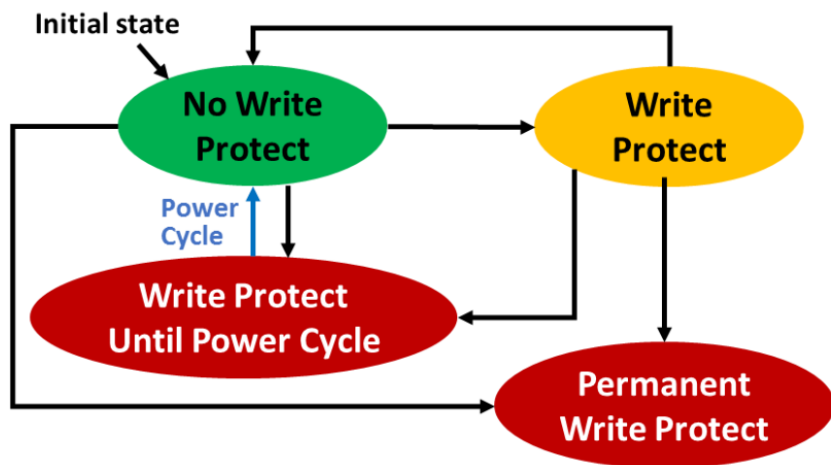 Initial state
No Write
Protect
Write
Protect
Power
Cycle
Write Protect
Until Power Cycle
Permanent
Write Protect